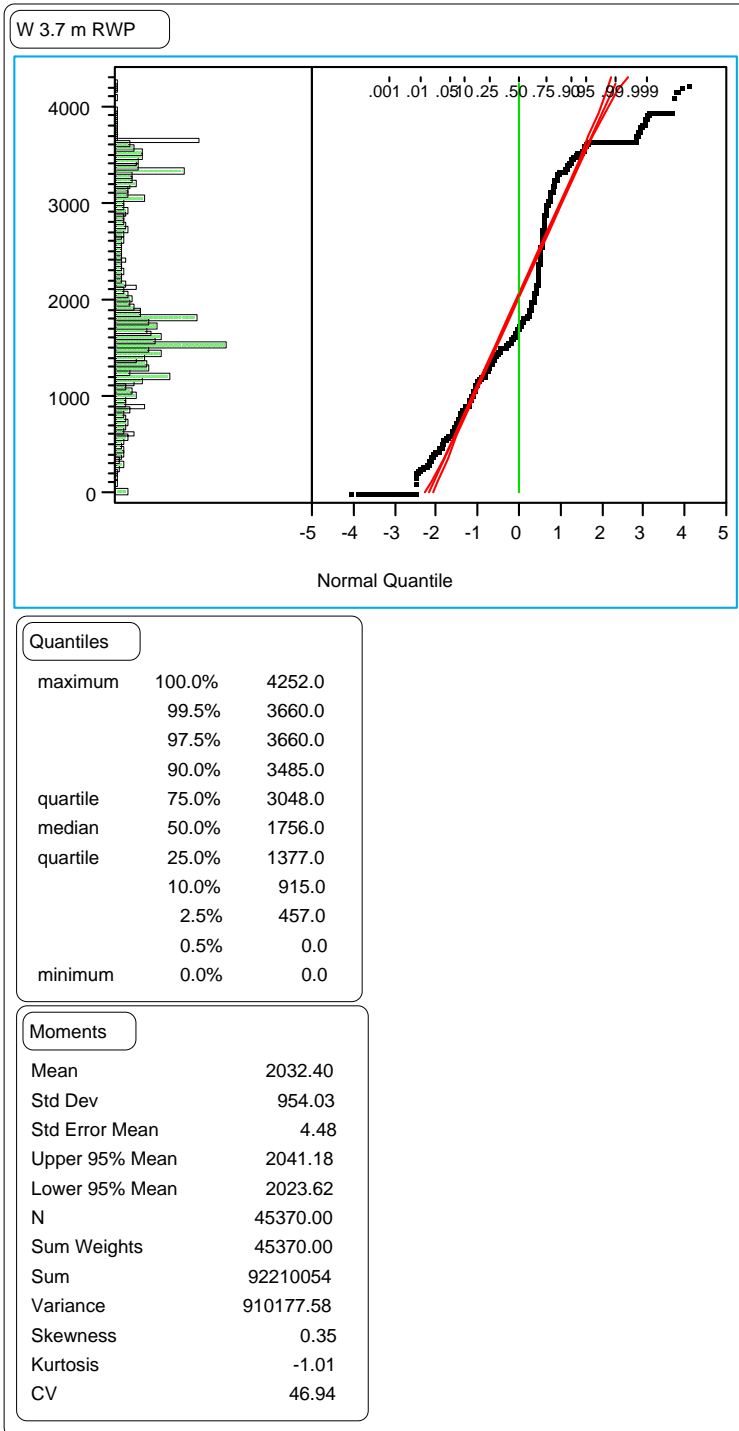 W 3.7 m RWP
.001 .01 .05 .10 .25 .50 .75 .90 .95 .99 .999
4000
3000
2000
1000
0
-5 -4 -3 -2 -1 0 1 2 3 4 5
Normal Quantile
Quantiles
maximum 100.0% 4252.0
99.5% 3660.0
97.5% 3660.0
90.0% 3485.0
quartile 75.0% 3048.0
median 50.0% 1756.0
quartile 25.0% 1377.0
10.0% 915.0
2.5% 457.0
0.5% 0.0
minimum 0.0% 0.0
Moments
Mean 2032.40
Std Dev 954.03
Std Error Mean 4.48
Upper 95% Mean 2041.18
Lower 95% Mean 2023.62
N 45370.00
Sum Weights 45370.00
Sum 92210054
Variance 910177.58
Skewness 0.35
Kurtosis -1.01
CV 46.94